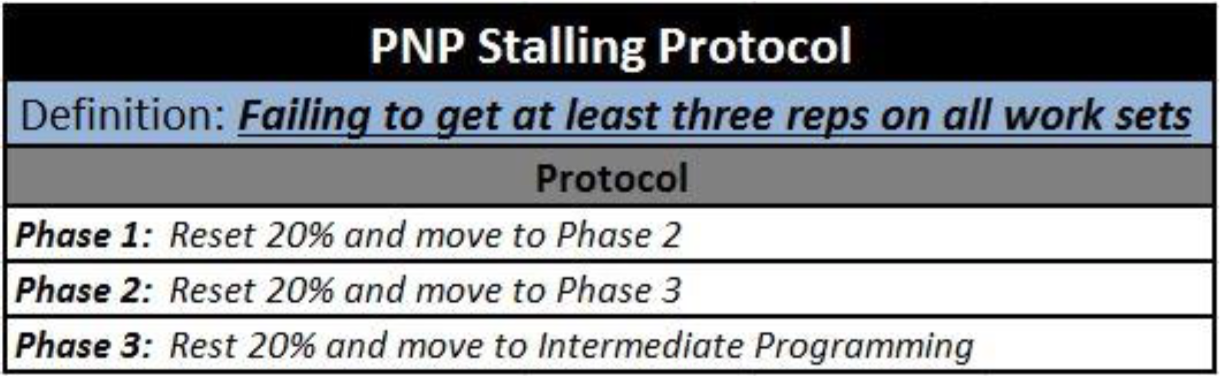 PNP Stalling Protocol
Definition: Failing to get at least three reps on all work sets
Protocol
Phase 1: Reset 20% and move to Phase 2
Phase 2: Reset 20% and move to Phase 3
Phase 3: Rest 20% and move to Intermediate Programming